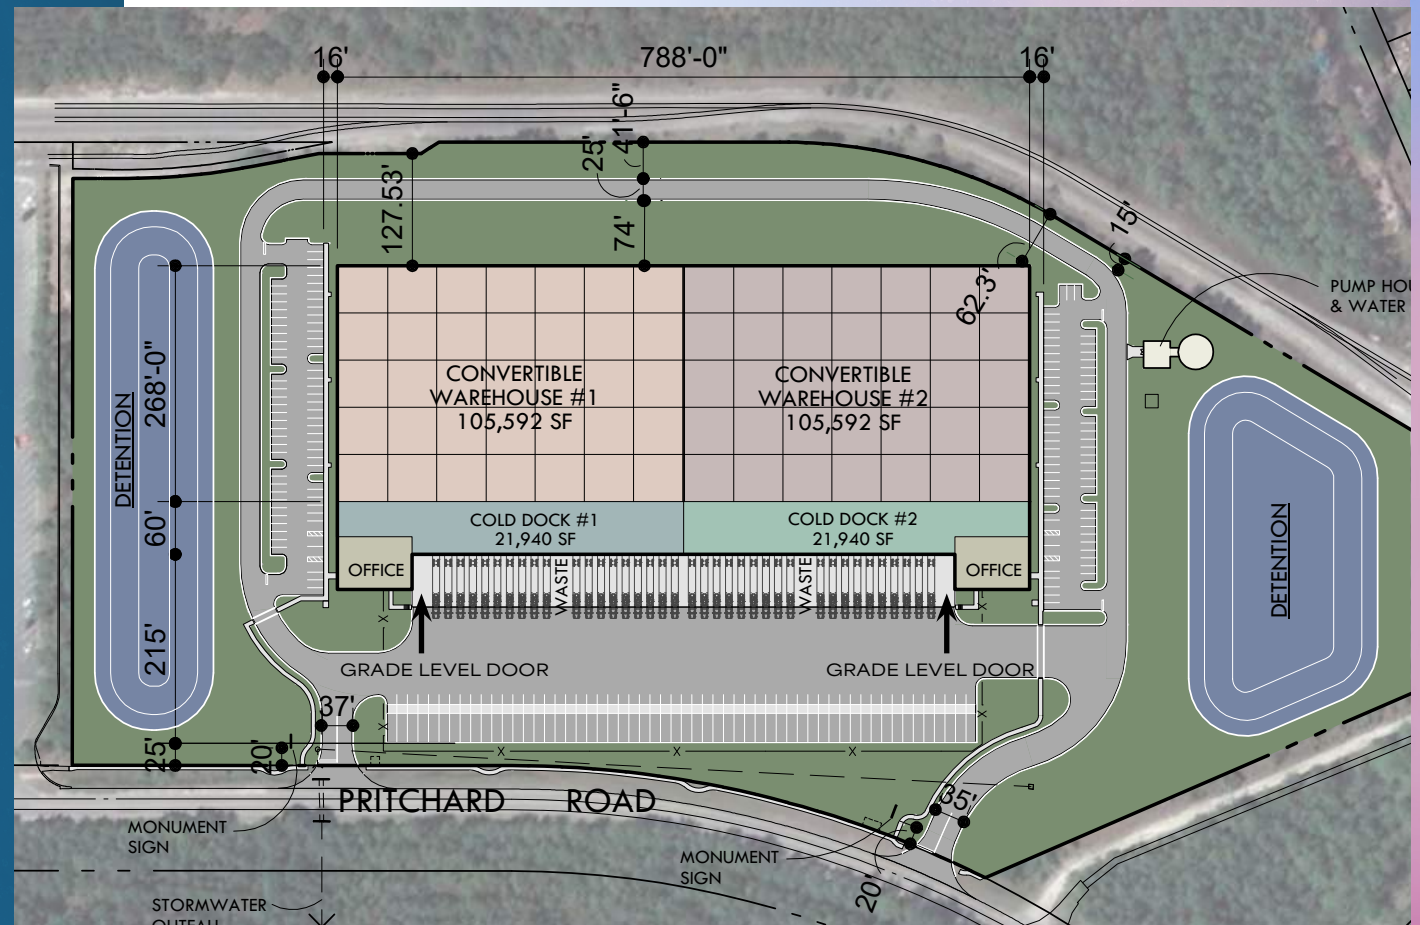 16'
788'-0"
16'
41'-6"
25'
127.53'
74'
15'
62.3'
PUMP
& WATER
268'-0"
CONVERTIBLE
WAREHOUSE #1
105,592 SF
CONVERTIBLE
WAREHOUSE #2
105,592 SF
DETENTION
60'
COLD DOCK #1
21,940 SF
COLD DOCK #2
21,940 SF
OFFICE
WASTE
WASTE
OFFICE
DETENTION
215'
GRADE LEVEL DOOR
GRADE LEVEL DOOR
37'
25'
20'
PRITCHARD ROAD
35'
MONUMENT
SIGN
MONUMENT
SIGN
20'
STORMWATER